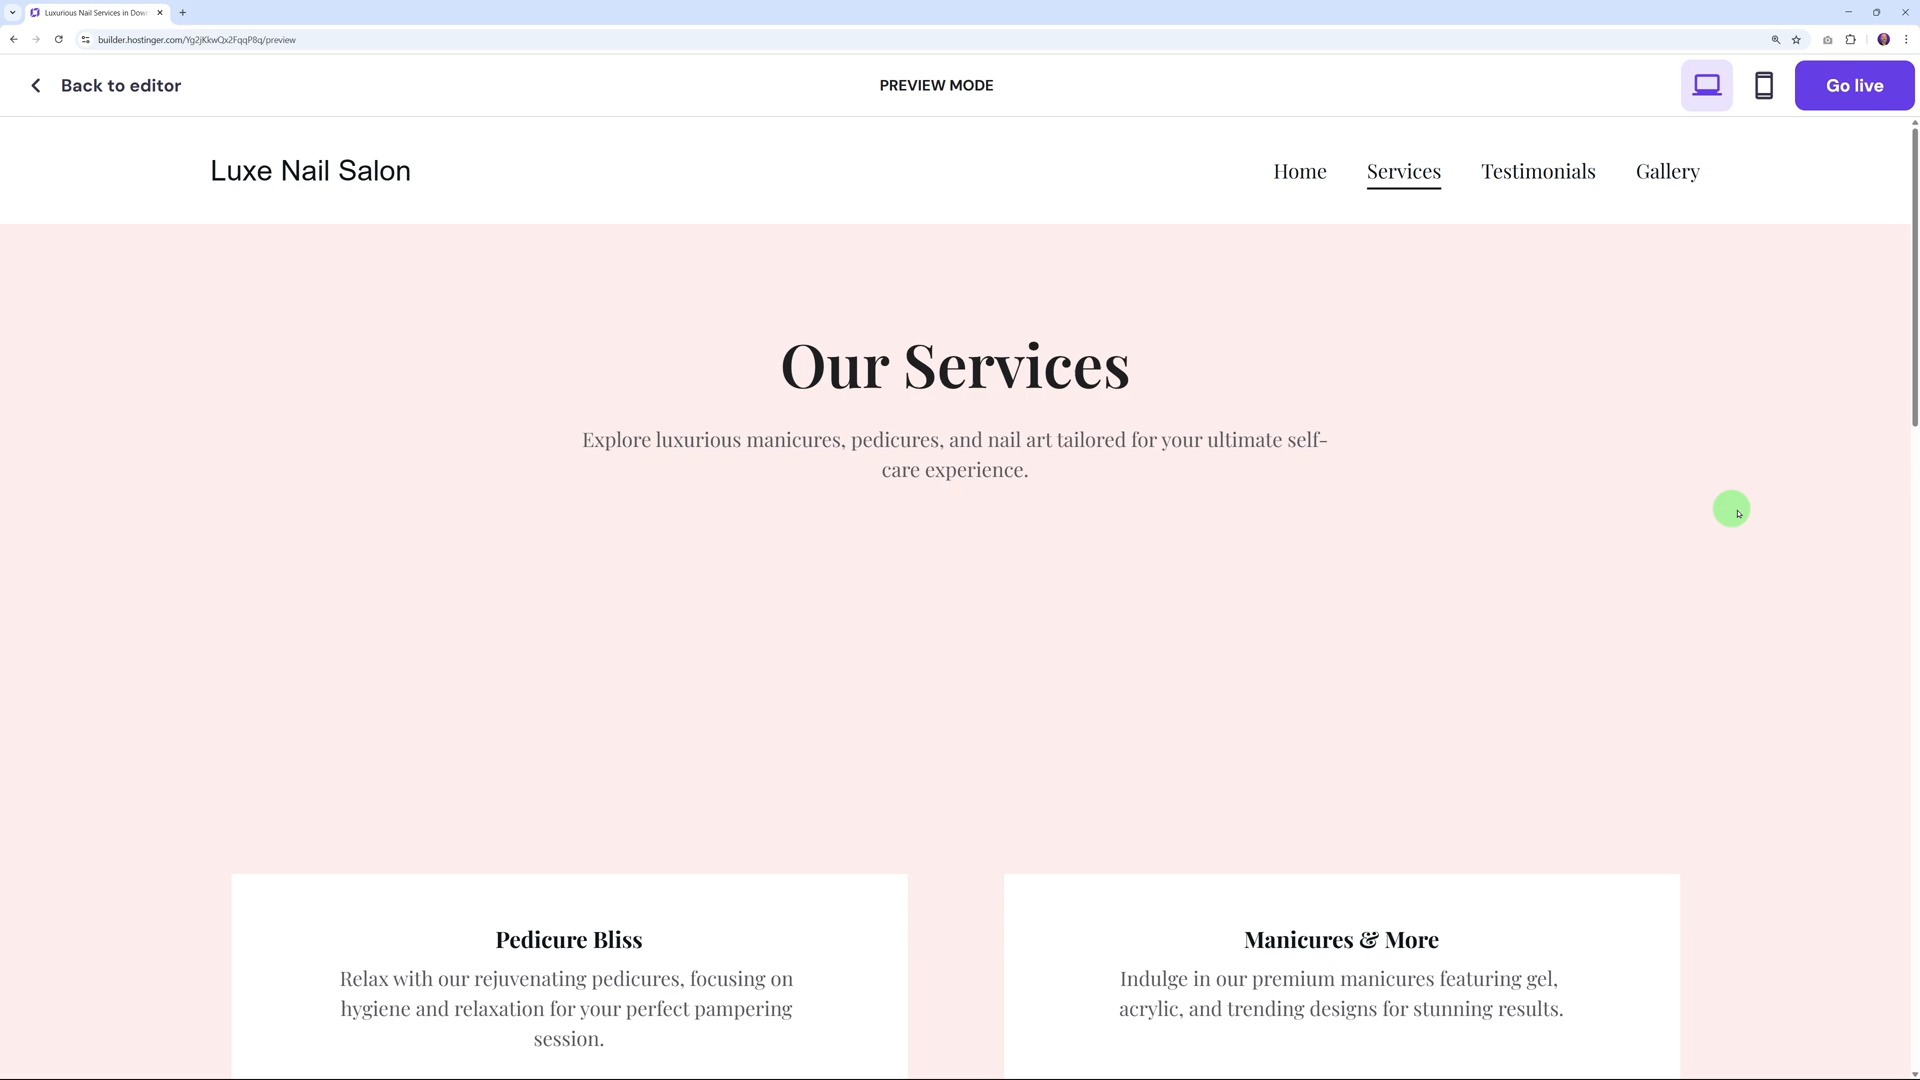 Luxurious Nail Services in Dow
builder.hostinger.com/Yg2jKkwQx2FqqP8q/preview
Back to editor
PREVIEW MODE
Go live
Luxe Nail Salon
Home
Services
Testimonials
Gallery
Our Services
Explore luxurious manicures, pedicures, and nail art tailored for your ultimate self-
care experience.
Pedicure Bliss
Relax with our rejuvenating pedicures, focusing on
hygiene and relaxation for your perfect pampering
session.
Manicures & More
Indulge in our premium manicures featuring gel,
acrylic, and trending designs for stunning results.